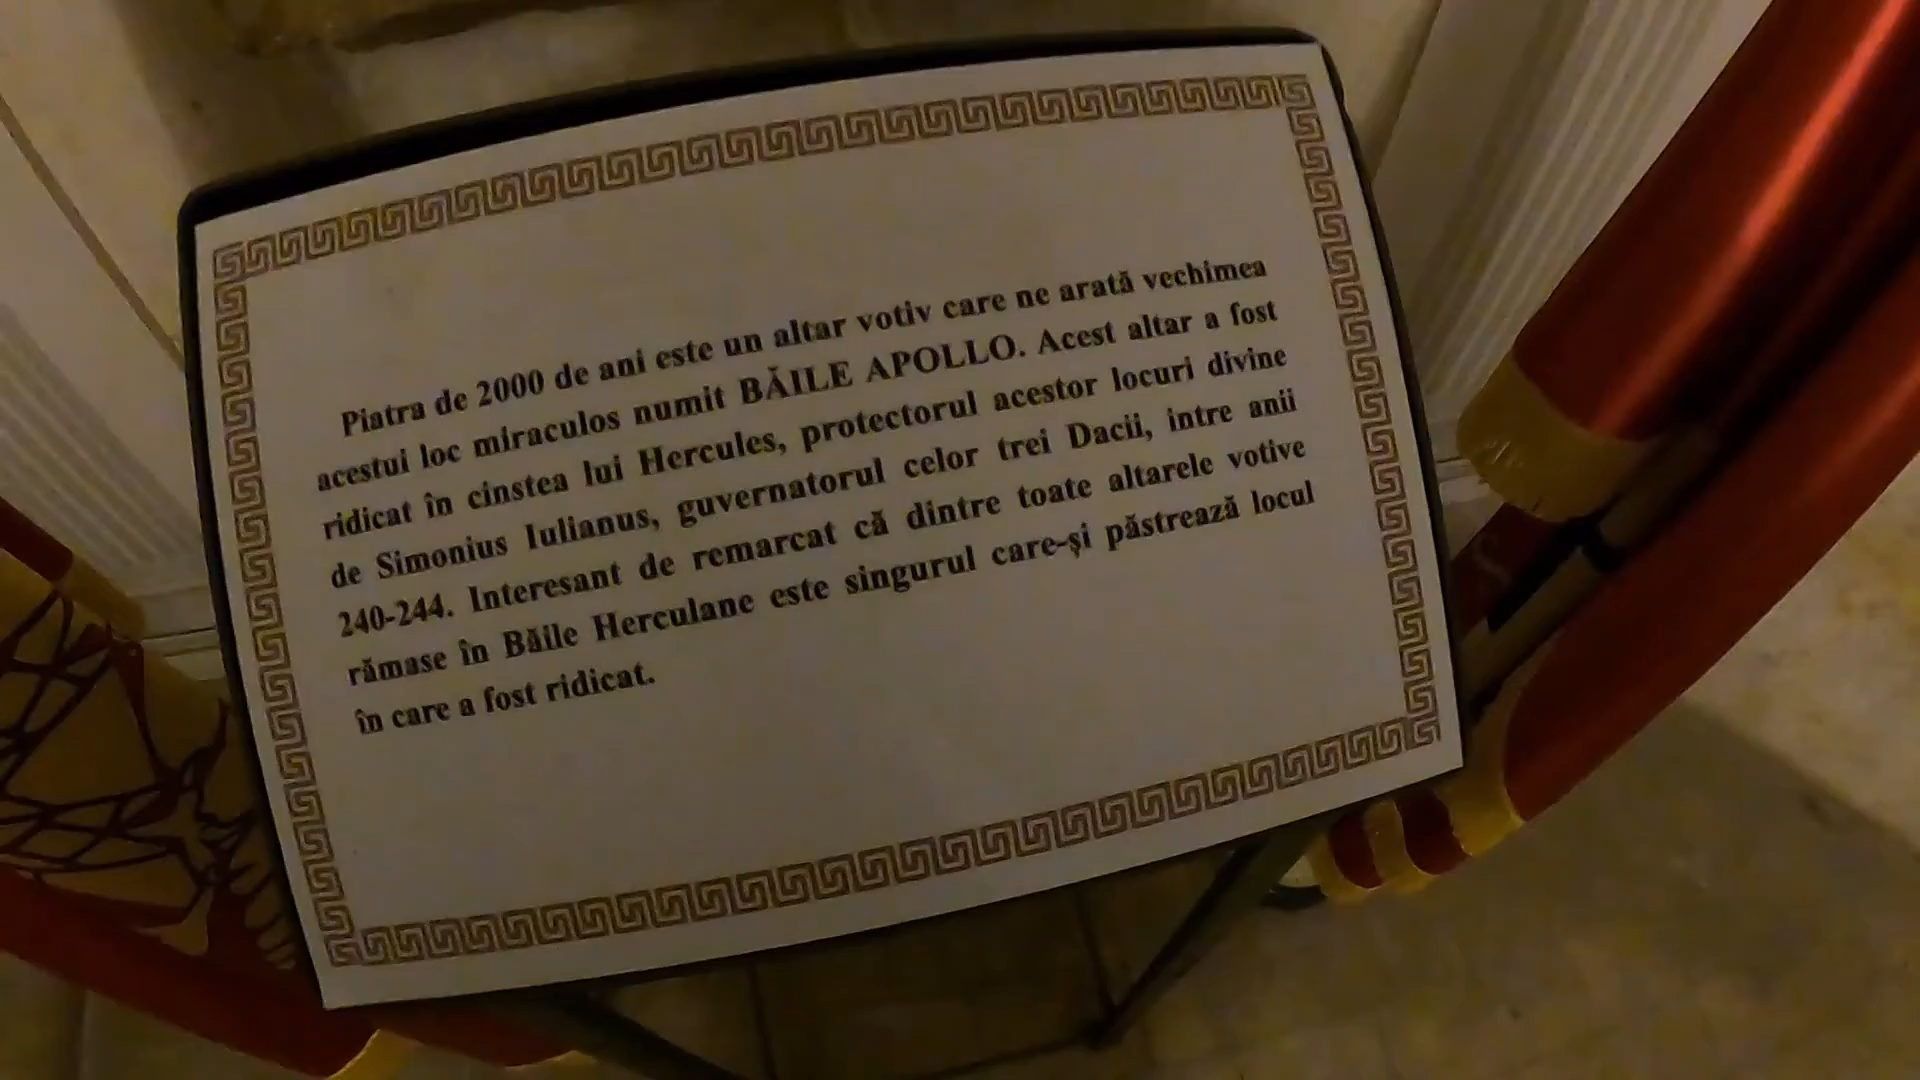 Piatra de 2000 de ani este un altar votiv care ne arată vechimea
acestui loc miraculos numit BĂILE APOLLO. Acest altar a fost
ridicat în cinstea lui Hercules, protectorul acestor locuri divine
de Simonius Iulianus, guvernatorul celor trei Dacii, intre anii
240-244. Interesant de remarcat că dintre toate altarele votive
rămase în Băile Herculane este singurul care-şi păstrează locul
în care a fost ridicat.